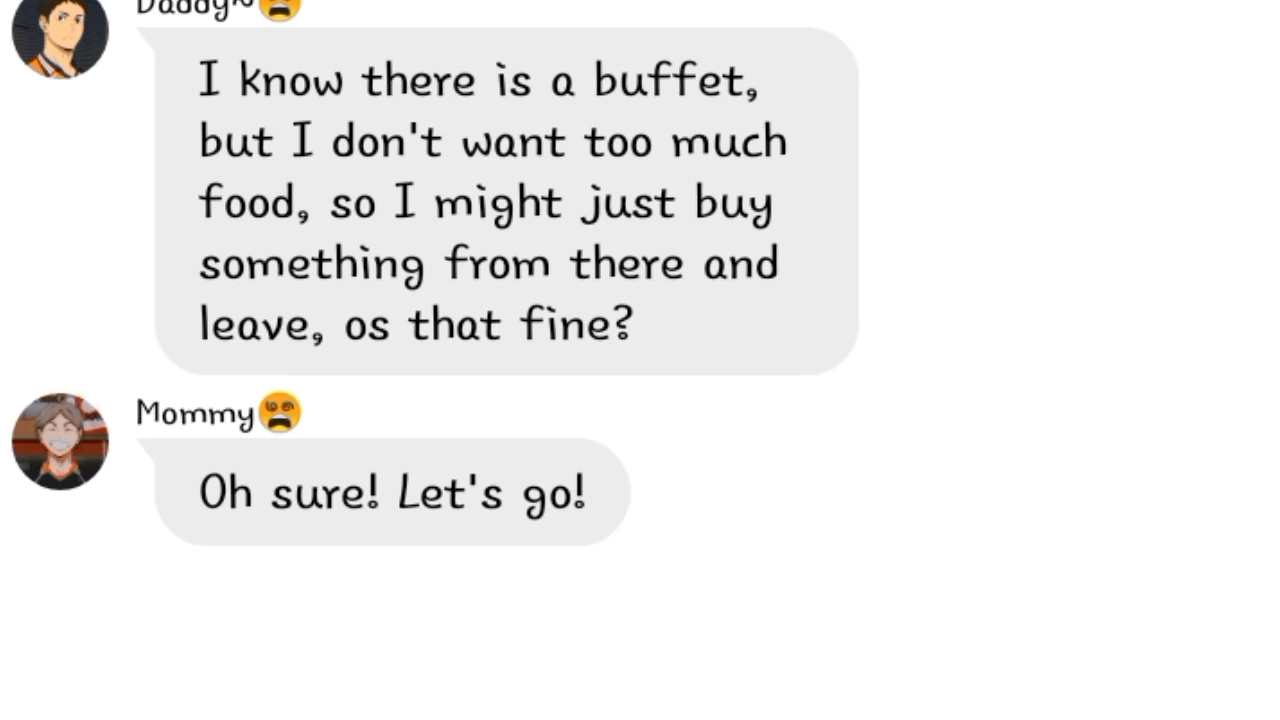 Daddy~😫
I know there is a buffet,
but I don't want too much
food, so I might just buy
something from there and
leave, os that fine?
Mommy😵
Oh sure! Let's go!